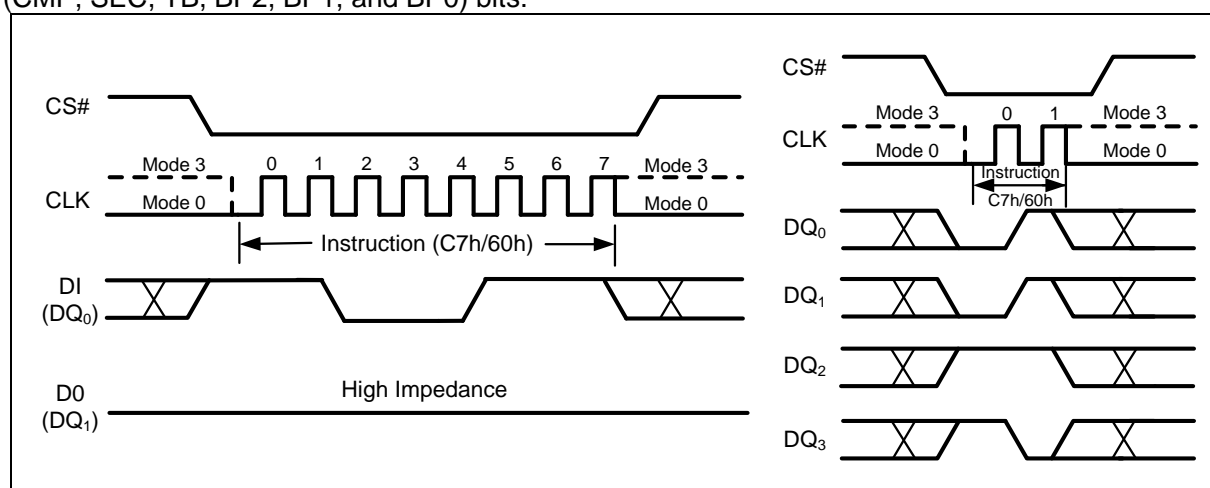 (CMP, SEC, TB, BP2, BP1, and BP0) bits.
CS#
Mode 3 0 1 2 3 4 5 6 7 Mode 3
CLK
Mode 0 Mode 0
Instruction (C7h/60h)
DI
(DQ0)
High Impedance
D0
(DQ1)
CS#
Mode 3 0 1 Mode 3
CLK
Mode 0 Mode 0
Instruction
C7h/60h
DQ0
DQ1
DQ2
DQ3